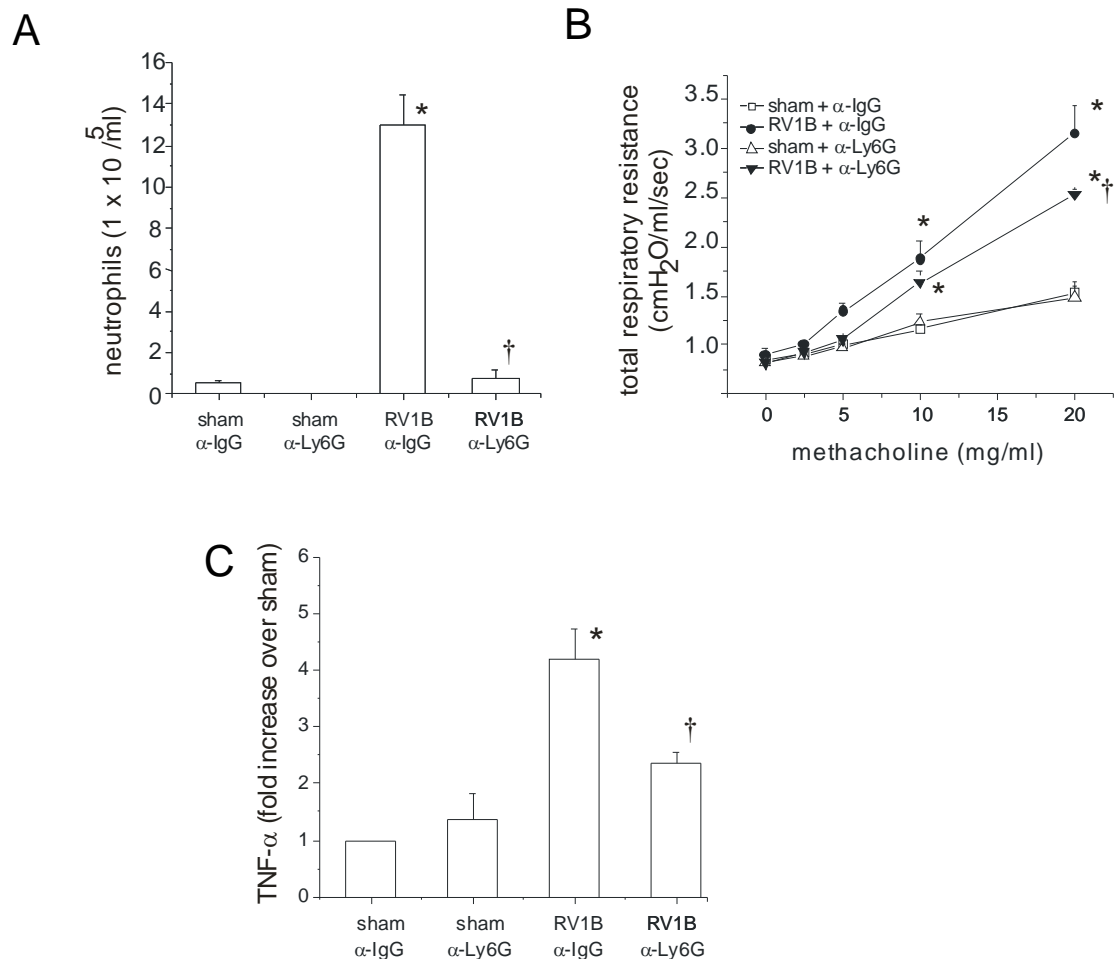 A
neutrophils (1 x 10 5 /ml)
16
14
12
10
8
6
4
2
0
*
†
sham
α-IgG
sham
α-Ly6G
RV1B
α-IgG
RV1B
α-Ly6G
B
total respiratory resistance
(cmH2O/ml/sec)
3.5
3.0
2.5
2.0
1.5
1.0
sham + α-IgG
RV1B + α-IgG
sham + α-Ly6G
RV1B + α-Ly6G
*
*†
*
*
0 5 10 15 20
methacholine (mg/ml)
C
TNF-α (fold increase over sham)
6
5
4
3
2
1
0
*
†
sham
α-IgG
sham
α-Ly6G
RV1B
α-IgG
RV1B
α-Ly6G